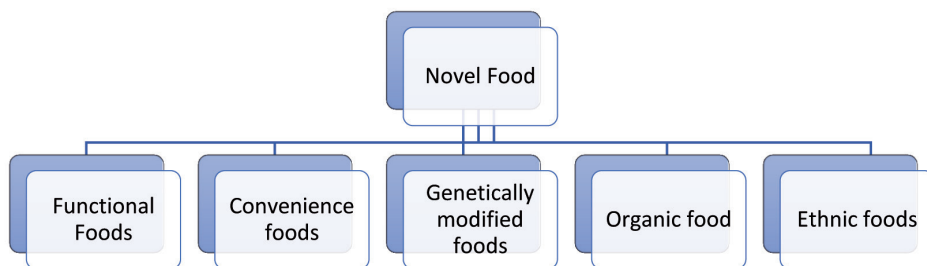 Novel Food
Functional
Foods
Convenience
foods
Genetically
modified
foods
Organic food
Ethnic foods